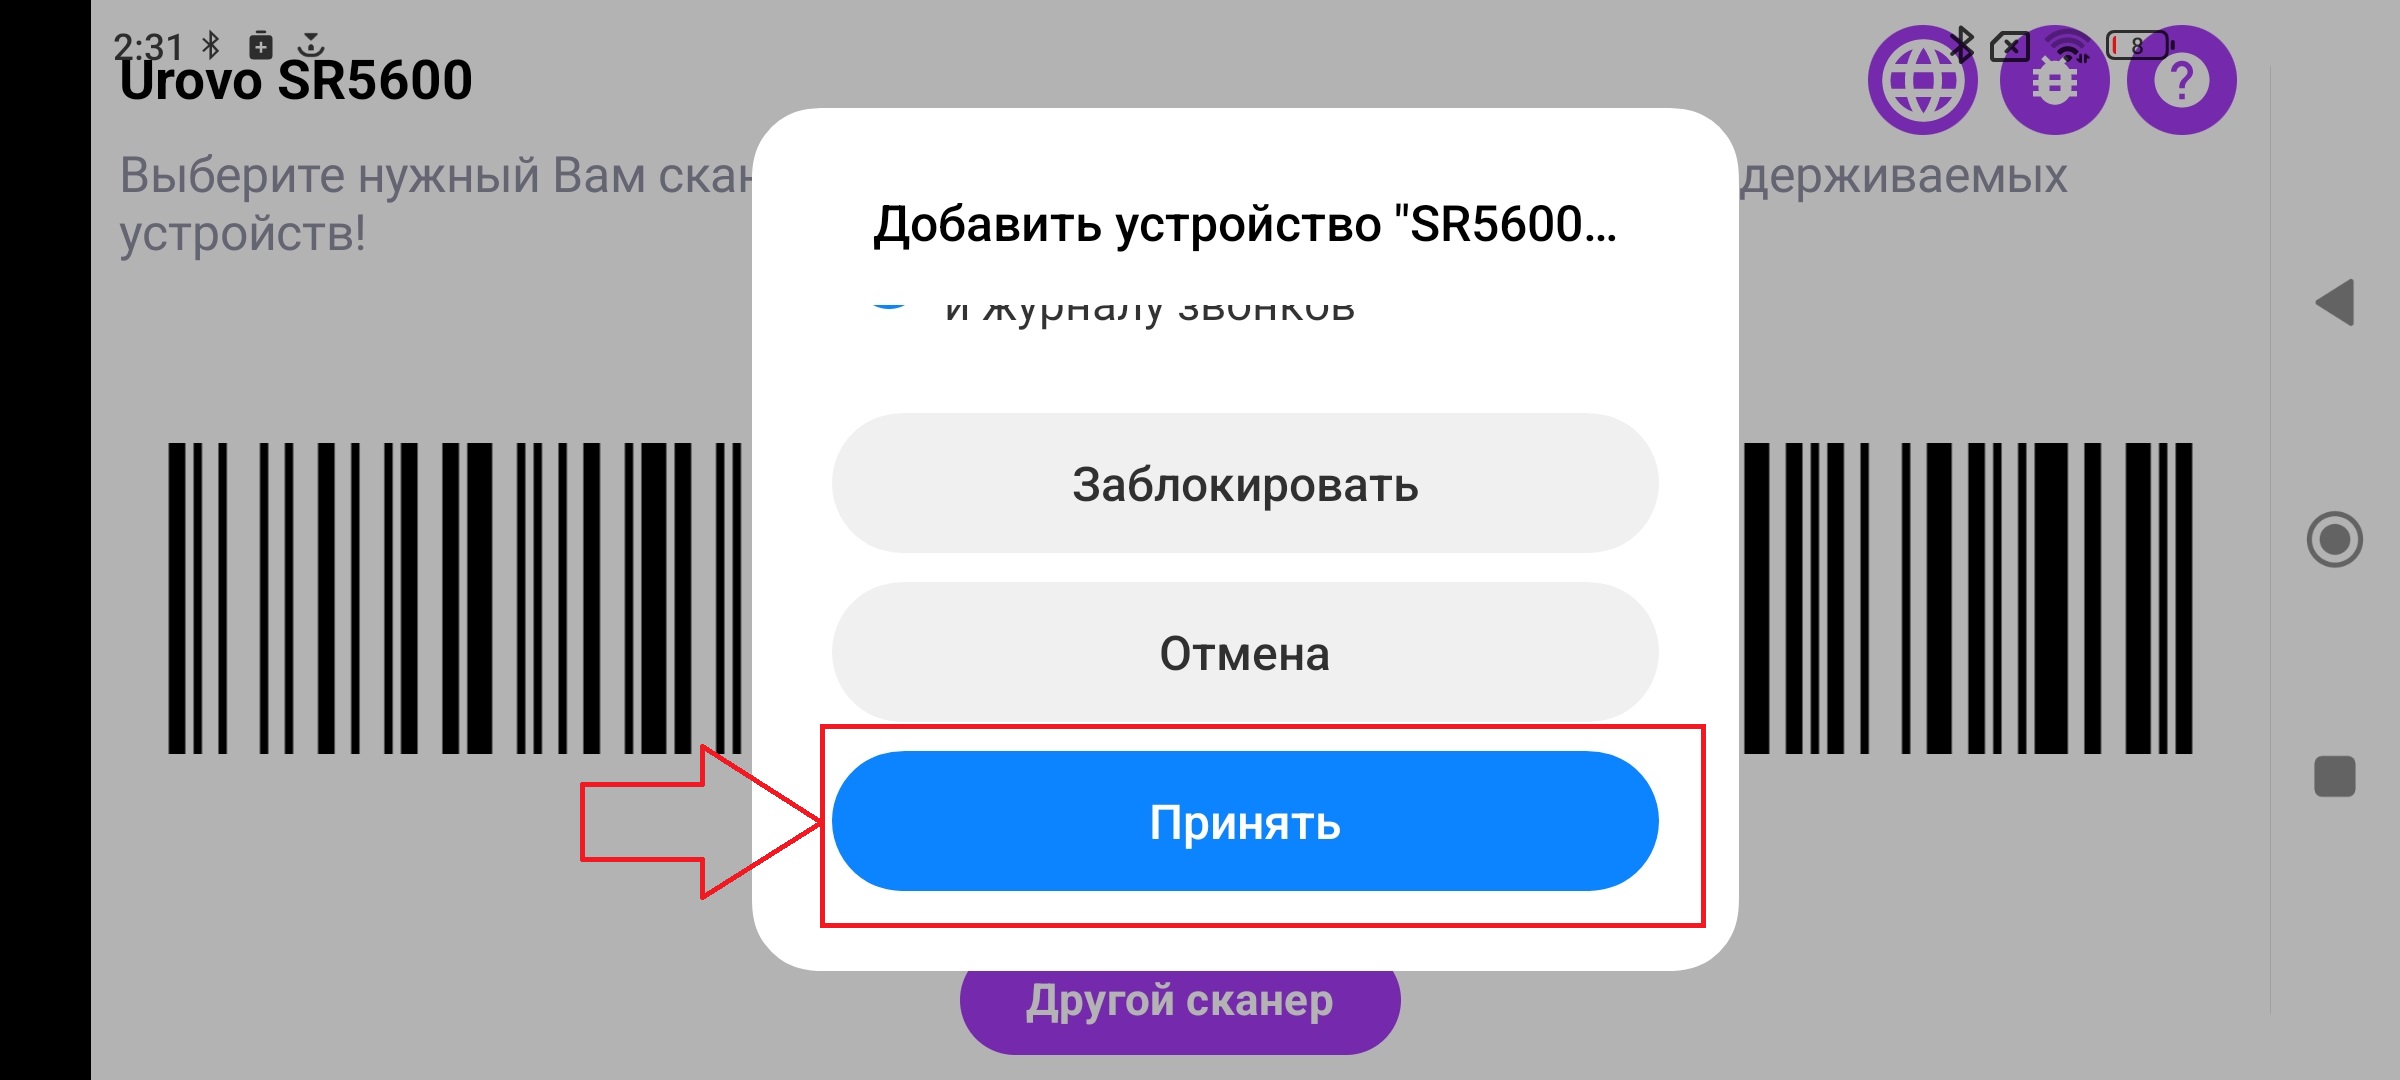 2:31
8
Urovo SR5600
?
Выберите нужный Вам скан
держиваемых
устройств!
Добавить устройство "SR5600...
и журналу звонков
Заблокировать
Отмена
Принять
Другой сканер